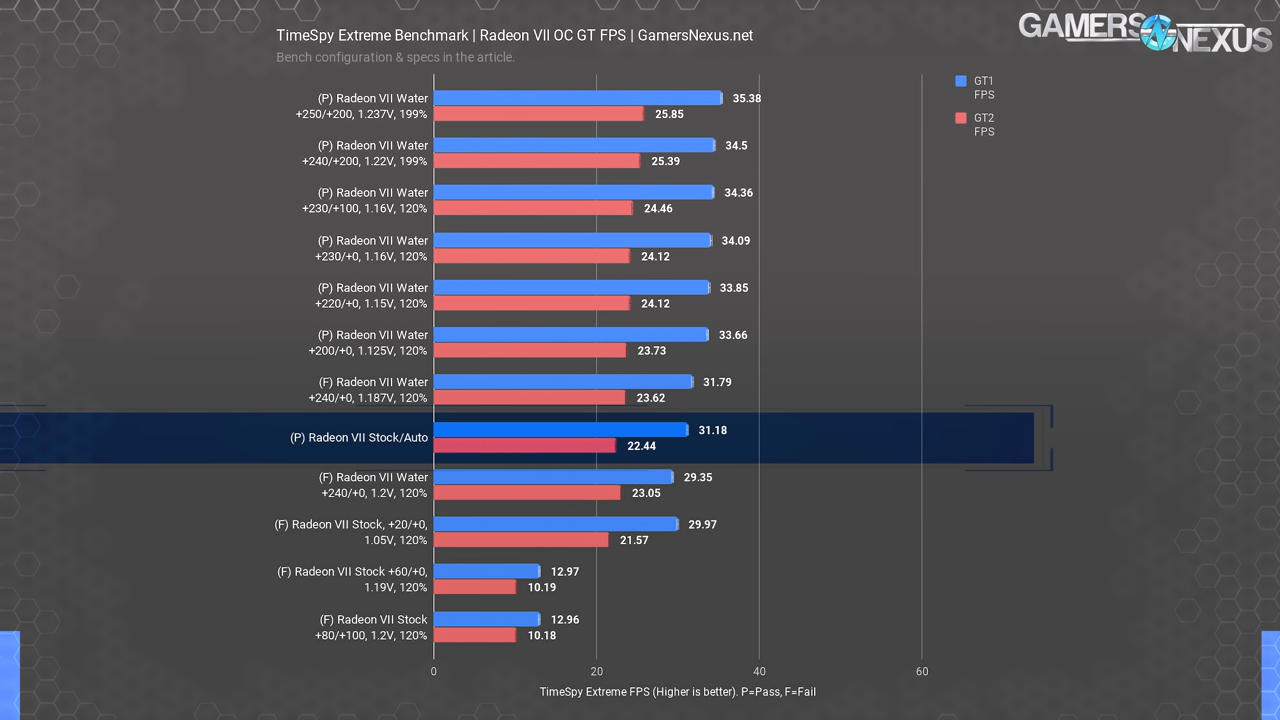 TimeSpy Extreme Benchmark | Radeon VII OC GT FPS | GamersNexus.net
Bench configuration & specs in the article.
GAMERS
NEXUS
GT1
FPS
GT2
FPS
(P) Radeon VII Water
+250/+200, 1.237V, 199%
35.38
25.85
(P) Radeon VII Water
+240/+200, 1.22V, 199%
34.5
25.39
(P) Radeon VII Water
+230/+100, 1.16V, 120%
34.36
24.46
(P) Radeon VII Water
+230/+0, 1.16V, 120%
34.09
24.12
(P) Radeon VII Water
+220/+0, 1.15V, 120%
33.85
24.12
(P) Radeon VII Water
+200/+0, 1.125V, 120%
33.66
23.73
(F) Radeon VII Water
+240/+0, 1.187V, 120%
31.79
23.62
(P) Radeon VII Stock/Auto
31.18
22.44
(F) Radeon VII Water
+240/+0, 1.2V, 120%
29.35
23.05
(F) Radeon VII Stock, +20/+0,
1.05V, 120%
29.97
21.57
(F) Radeon VII Stock +60/+0,
1.19V, 120%
12.97
10.19
(F) Radeon VII Stock
+80/+100, 1.2V, 120%
12.96
10.18
0 20 40 60
TimeSpy Extreme FPS (Higher is better). P=Pass, F=Fail